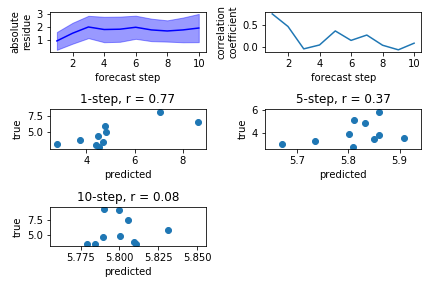 absolute
residue
3
2
1
2
4
6
8
10
forecast step
correlation
coefficient
0.5
0.0
2
4
6
8
10
forecast step
1-step, r = 0.77
true
7.5
5.0
4
6
8
predicted
5-step, r = 0.37
true
6
4
5.7
5.8
5.9
predicted
10-step, r = 0.08
true
7.5
5.0
5.775
5.800
5.825
5.850
predicted